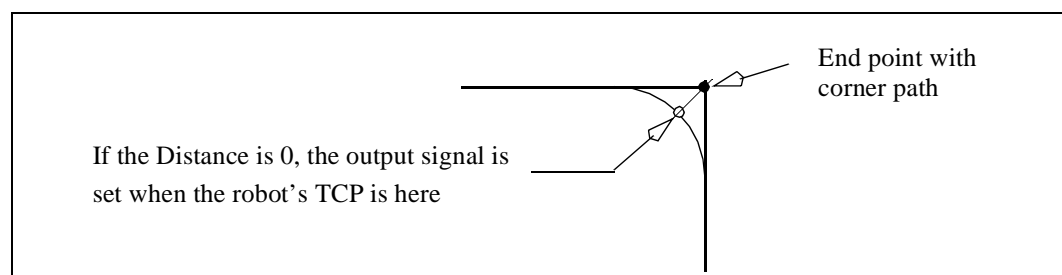 End point with
corner path
If the Distance is 0, the output signal is
set when the robot’s TCP is here